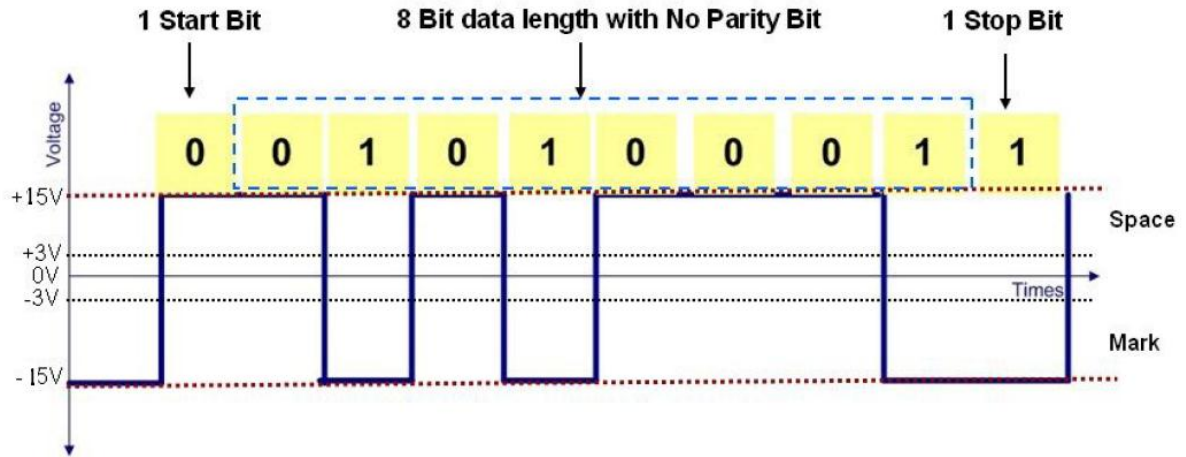 1 Start Bit 8 Bit data length with No Parity Bit 1 Stop Bit
Voltage
0 0 1 0 1 0 0 0 1 1
+15V
Space
+3V
0V
-3V
Times
Mark
-15V